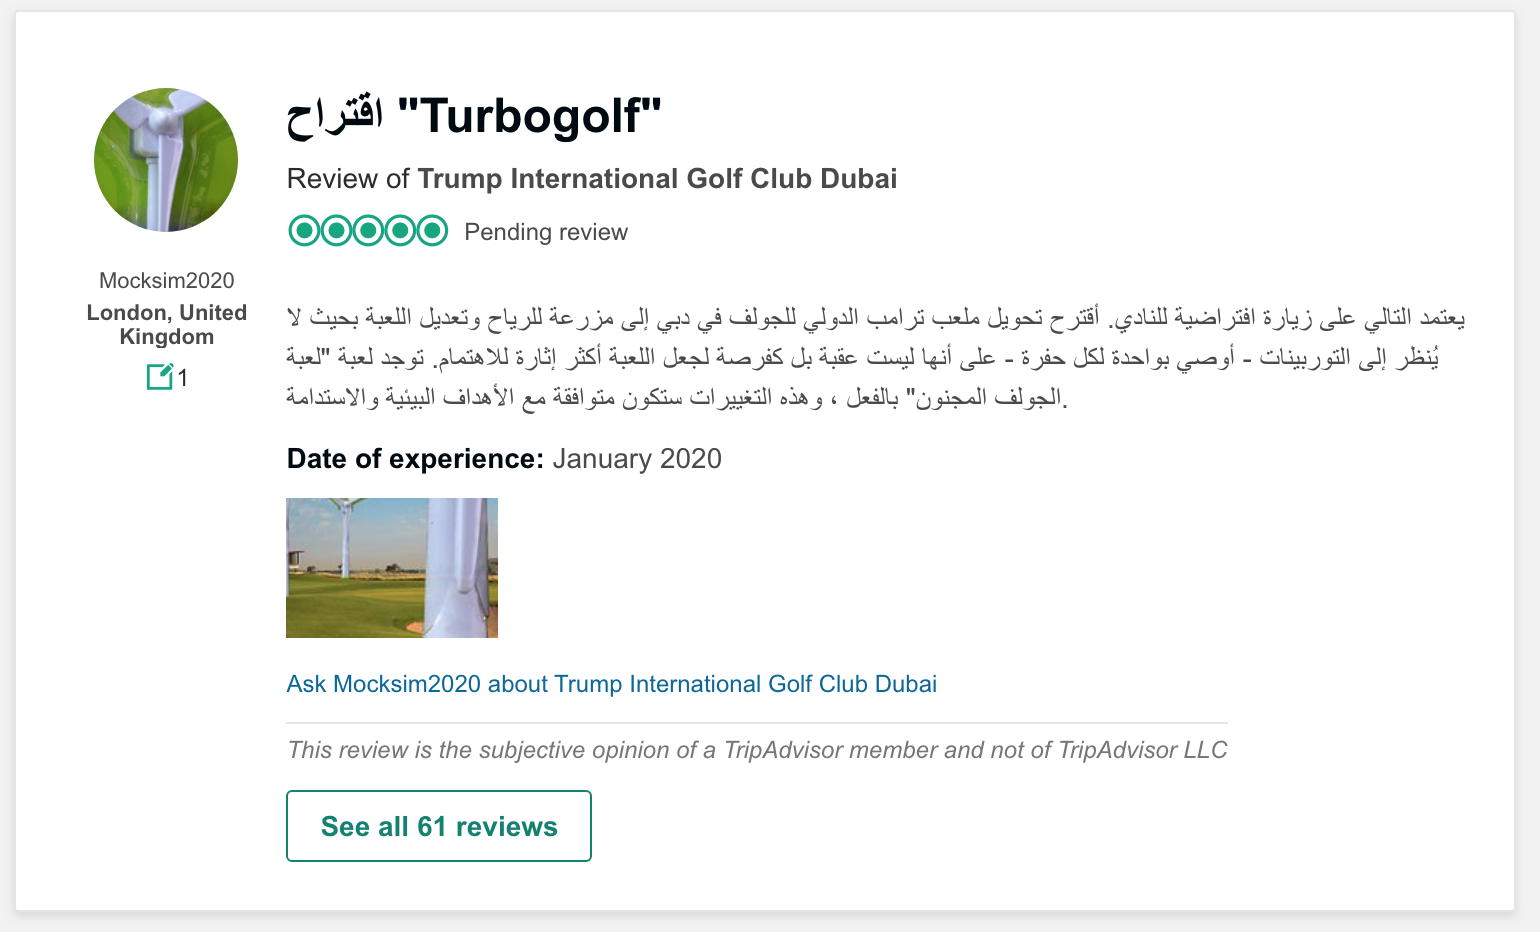 اقتراح "Turbogolf"
Review of Trump International Golf Club Dubai
Pending review
Mocksim2020
London, United
Kingdom
1
يعتمد التالي على زيارة افتراضية للنادي. أقترح تحويل ملعب ترامب الدولي للجولف في دبي إلى مزرعة للرياح وتعديل اللعبة بحيث لا
يُنظر إلى التوربينات - أوصي بواحدة لكل حفرة - على أنها ليست عقبة بل كفرصة لجعل اللعبة أكثر إثارة للاهتمام. توجد لعبة "لعبة
الجولف المجنون" بالفعل ، وهذه التغييرات ستكون متوافقة مع الأهداف البيئية والاستدامة.
Date of experience: January 2020
Ask Mocksim2020 about Trump International Golf Club Dubai
This review is the subjective opinion of a TripAdvisor member and not of TripAdvisor LLC
See all 61 reviews